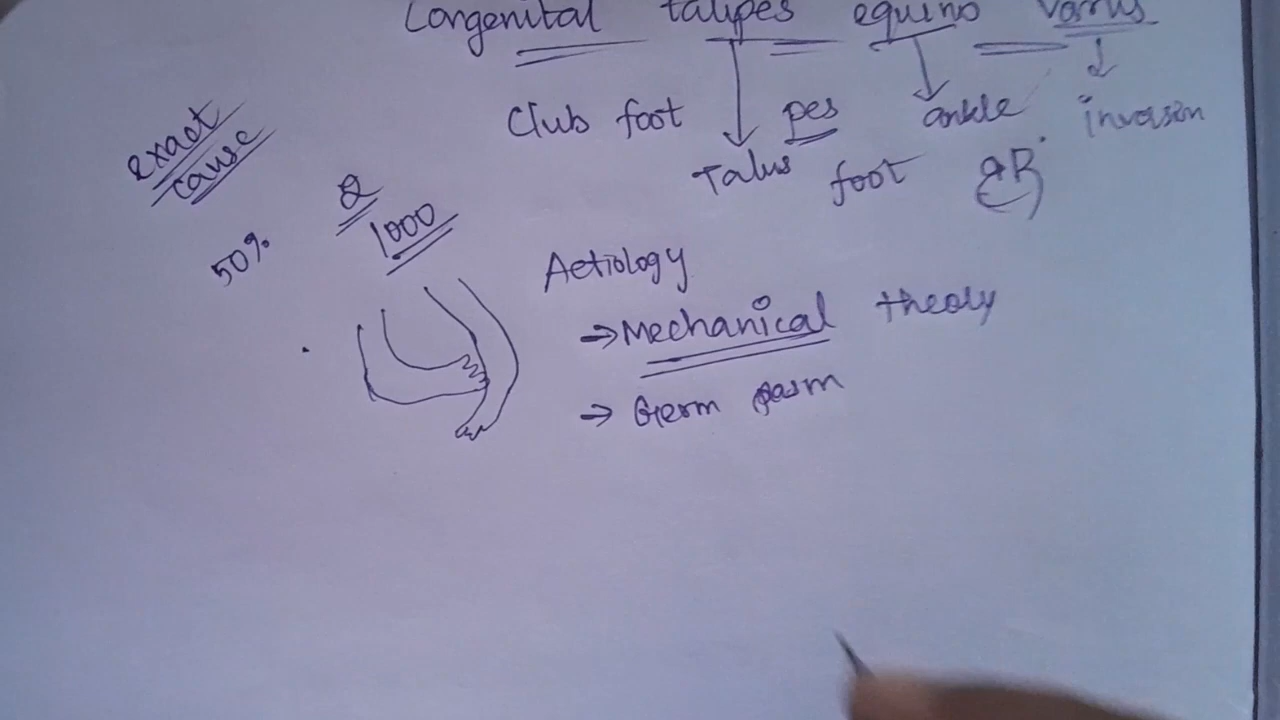 Congenital talipes equino varus
Club foot pes ankle inversion
Talus foot
exact
cause
50%
2
1000
Aetiology
→ Mechanical theory
→ Germ